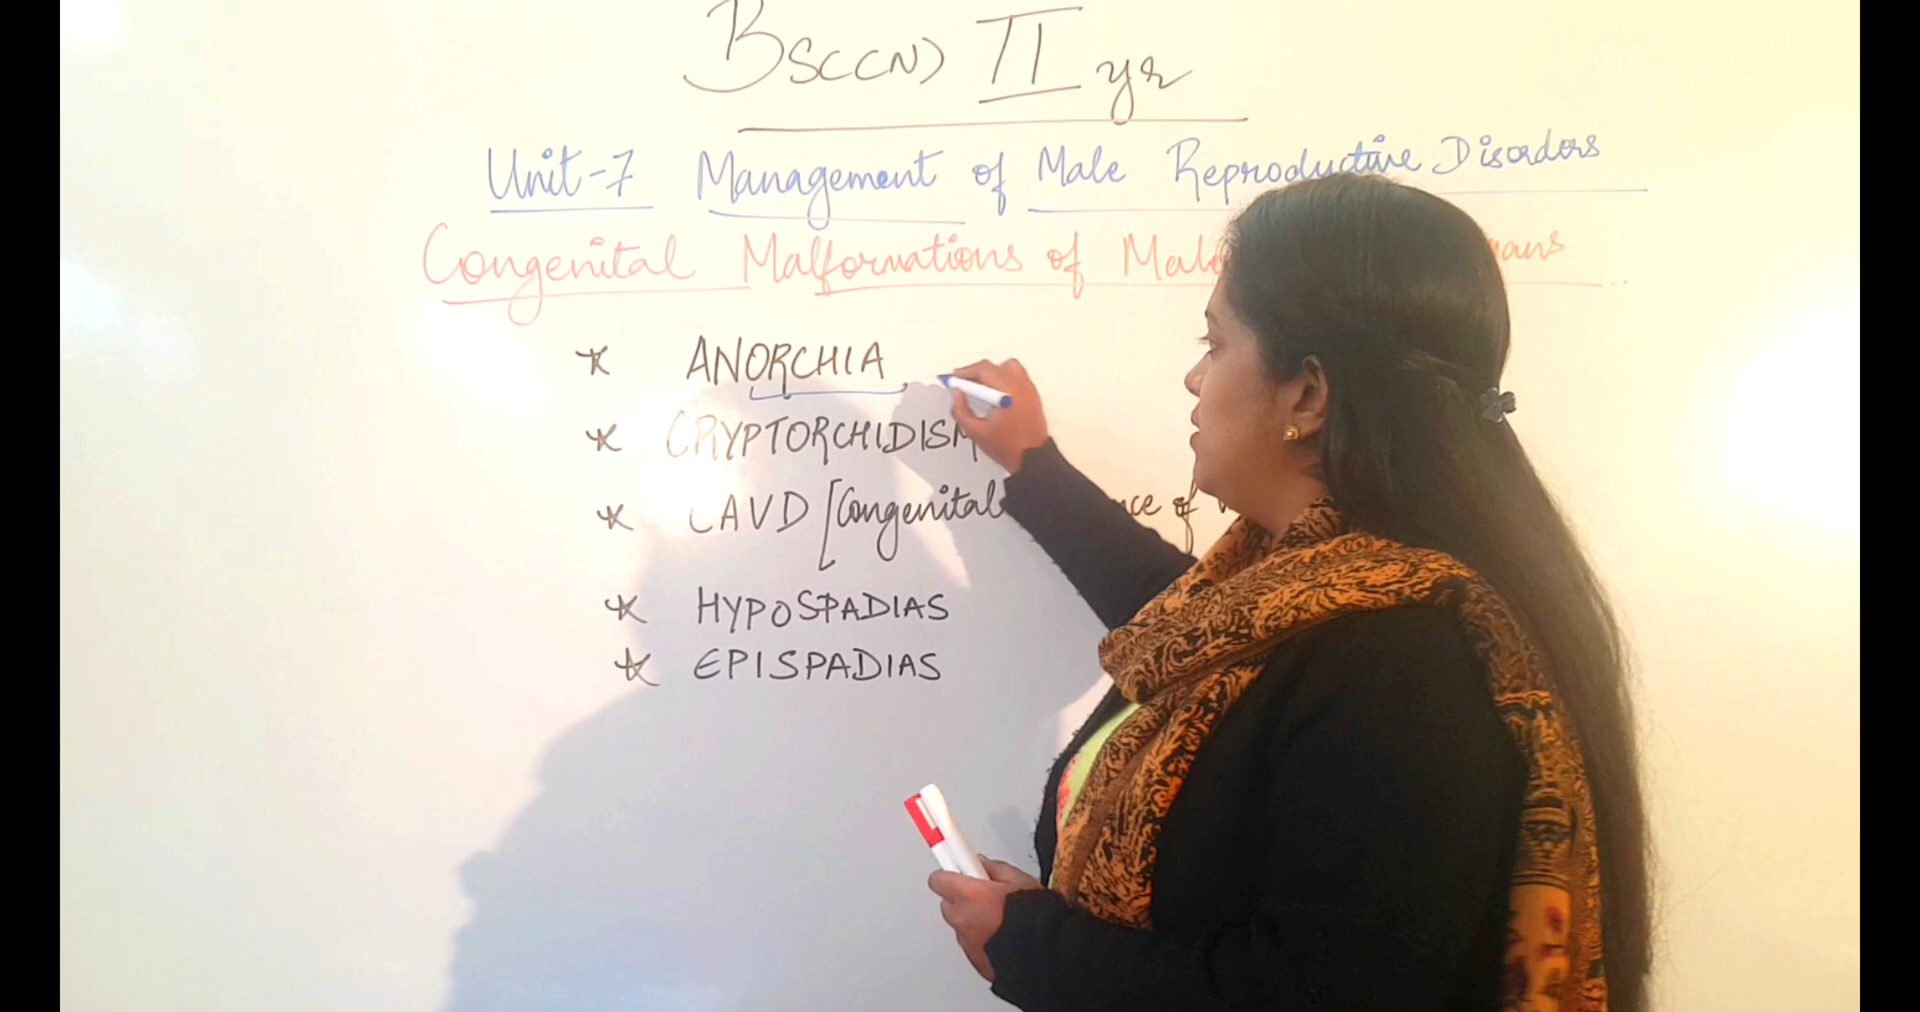 BSC(N) II yr
Unit-7 Management of Male Reproductive Disorders
Congenital Malformations of Male
* ANORCHIA
* CRYPTORCHIDISM
* CAVD [Congenital of
* HYPOSPADIAS
* EPISPADIAS